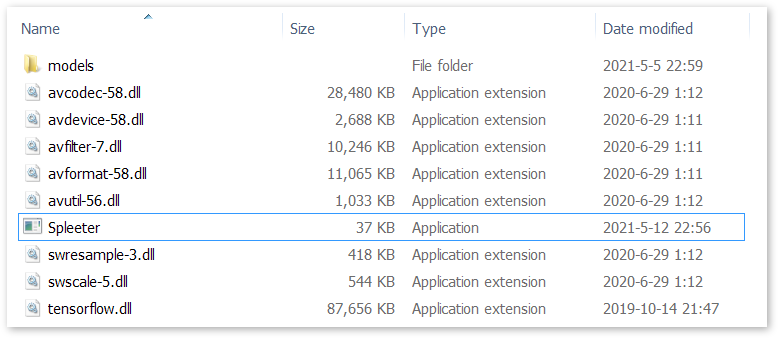 Name Size Type Date modified
models File folder 2021-5-5 22:59
avcodec-58.dll 28,480 KB Application extension 2020-6-29 1:12
avdevice-58.dll 2,688 KB Application extension 2020-6-29 1:11
avfilter-7.dll 10,246 KB Application extension 2020-6-29 1:11
avformat-58.dll 11,065 KB Application extension 2020-6-29 1:11
avutil-56.dll 1,033 KB Application extension 2020-6-29 1:12
Spleeter 37 KB Application 2021-5-12 22:56
swresample-3.dll 418 KB Application extension 2020-6-29 1:12
swscale-5.dll 544 KB Application extension 2020-6-29 1:12
tensorflow.dll 87,656 KB Application extension 2019-10-14 21:47